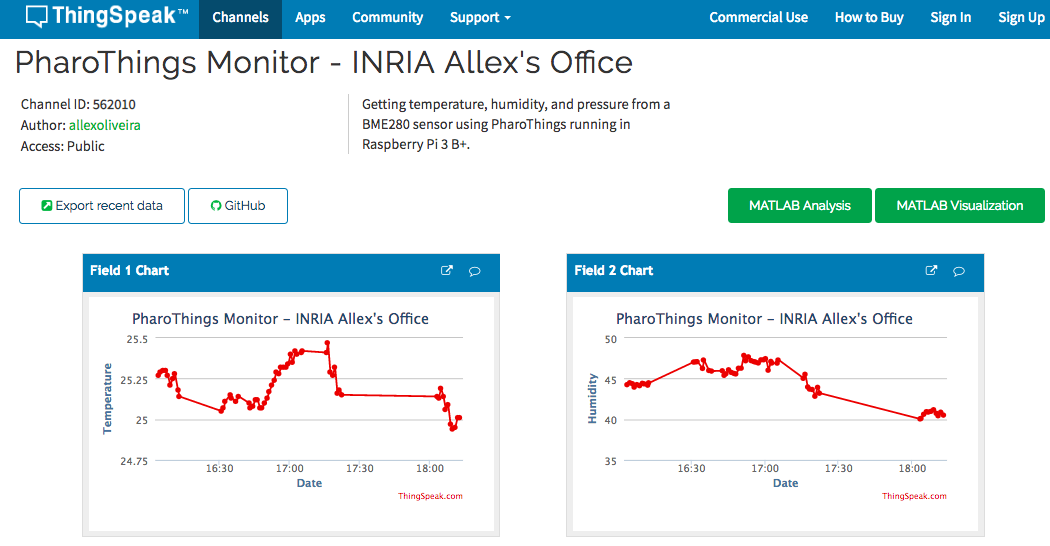 ThingSpeak™ Channels Apps Community Support Commercial Use How to Buy Sign In Sign Up
PharoThings Monitor - INRIA Allex's Office
Channel ID: 562010
Author: allexoliveira
Access: Public
Getting temperature, humidity, and pressure from a
BME280 sensor using PharoThings running in
Raspberry Pi 3 B+.
Export recent data GitHub MATLAB Analysis MATLAB Visualization
Field 1 Chart
PharoThings Monitor – INRIA Allex's Office
Temperature
25.5
25.25
25
24.75
16:30 17:00 17:30 18:00
Date
ThingSpeak.com
Field 2 Chart
PharoThings Monitor – INRIA Allex's Office
Humidity
50
45
40
35
16:30 17:00 17:30 18:00
Date
ThingSpeak.com